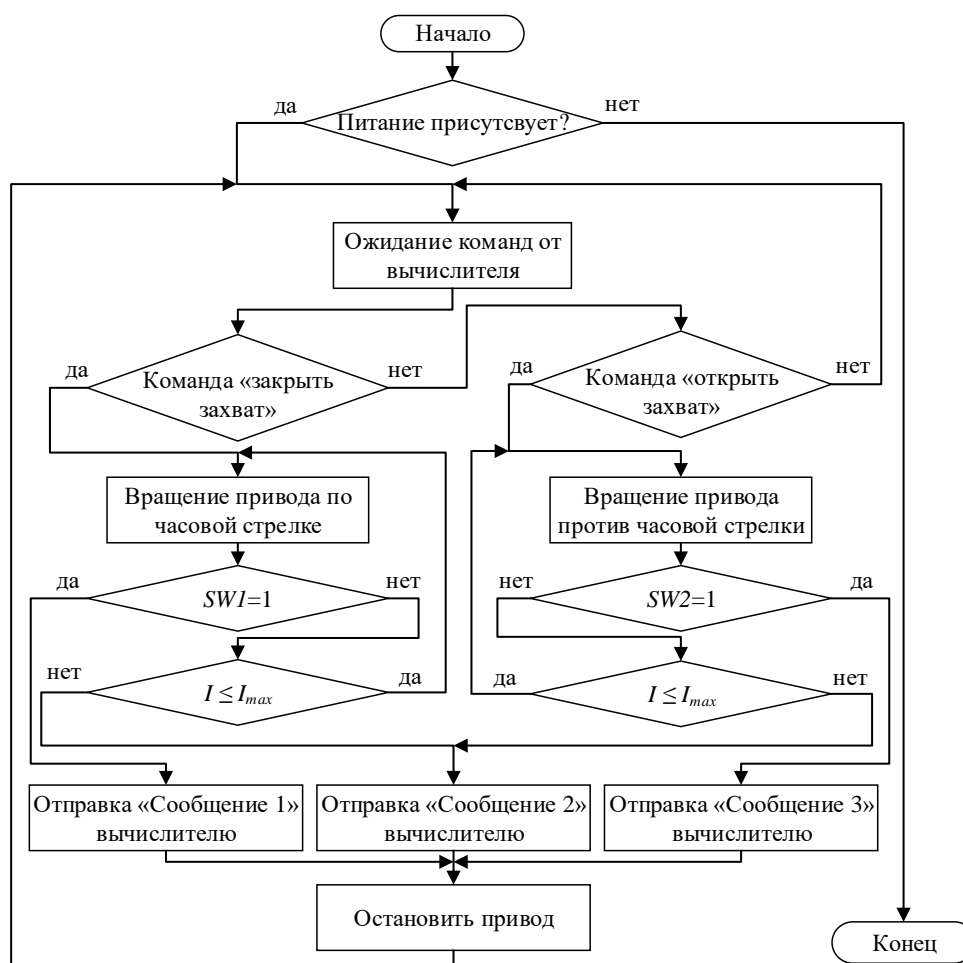 Начало
да
нет
Питание присутсвует?
Ожидание команд от
вычислителя
да
Команда «закрыть
захват»
нет
да
Команда «открыть
захват»
нет
Вращение привода по
часовой стрелке
Вращение привода
против часовой стрелки
да
SW1=1
нет
нет
SW2=1
да
нет
I ≤ Imax
да
да
I ≤ Imax
нет
Отправка «Сообщение 1»
вычислителю
Отправка «Сообщение 2»
вычислителю
Отправка «Сообщение 3»
вычислителю
Остановить привод
Конец